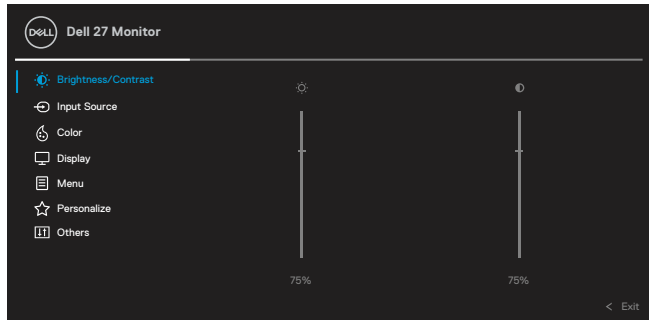 DELL Dell 27 Monitor
Brightness/Contrast
Input Source
Color
Display
Menu
Personalize
Others
75% 75%
< Exit